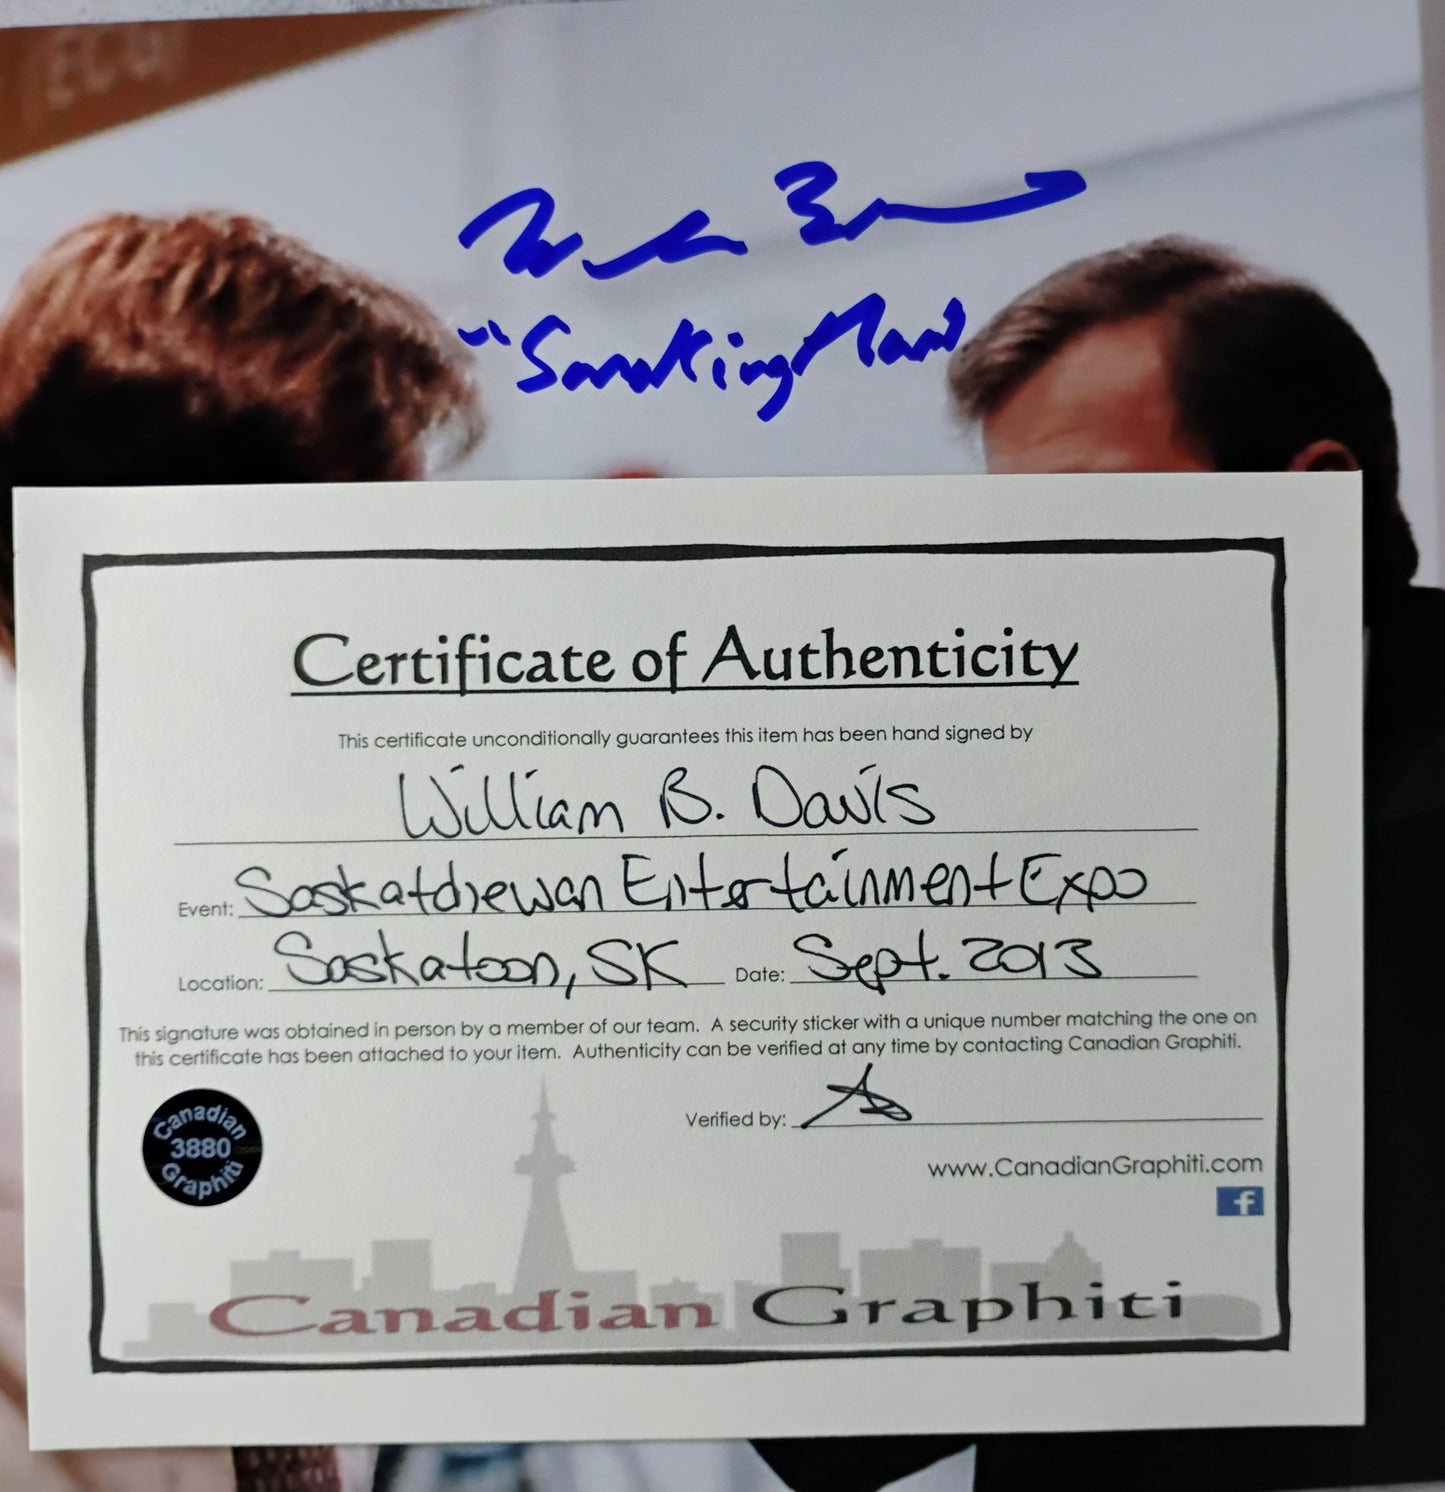 "Smoking Man
Certificate of Authenticity
This certificate unconditionally guarantees this item has been hand signed by
William B. Davis
Event: Saskatchewan Entertainment Expo
Location: Saskatoon, SK Date: Sept. 2013
This signature was obtained in person by a member of our team. A security sticker with a unique number matching the one on
this certificate has been attached to your item. Authenticity can be verified at any time by contacting Canadian Graphiti.
Verified by:
Canadian
3880
Graphiti
www.CanadianGraphiti.com
f
Canadian Graphiti